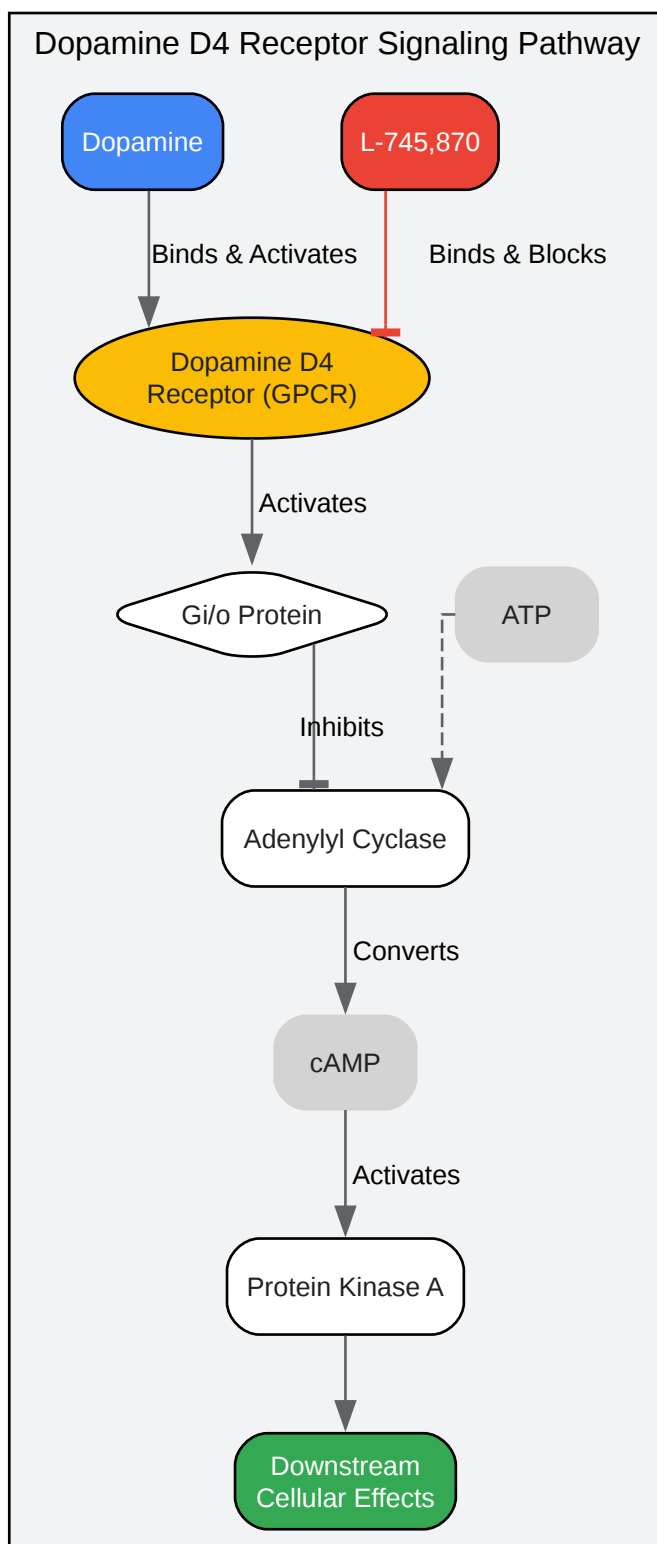 Dopamine D4 Receptor Signaling Pathway
Dopamine
L-745,870
Binds & Activates
Binds & Blocks
Dopamine D4
Receptor (GPCR)
Activates
Gi/o Protein
ATP
Inhibits
Adenylyl Cyclase
Converts
cAMP
Activates
Protein Kinase A
Downstream
Cellular Effects